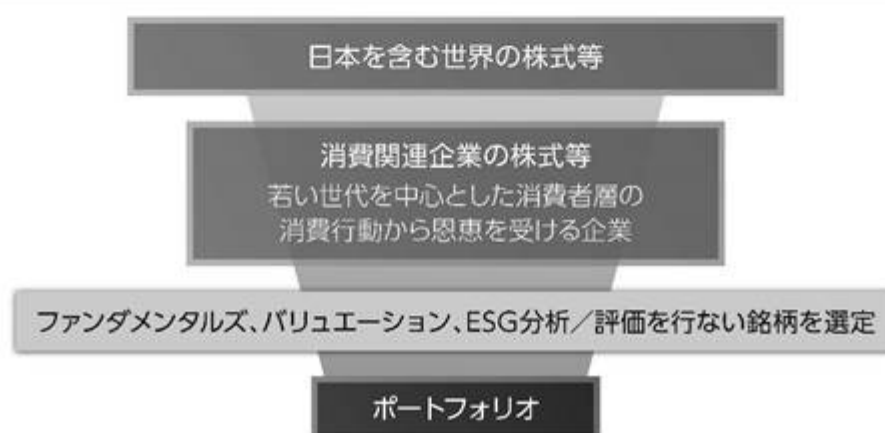 日本を含む世界の株式等
消費関連企業の株式等
若い世代を中心とした消費者層の
消費行動から恩恵を受ける企業
ファンダメンタルズ、バリュエーション、ESG分析／評価を行ない銘柄を選定
ポートフォリオ